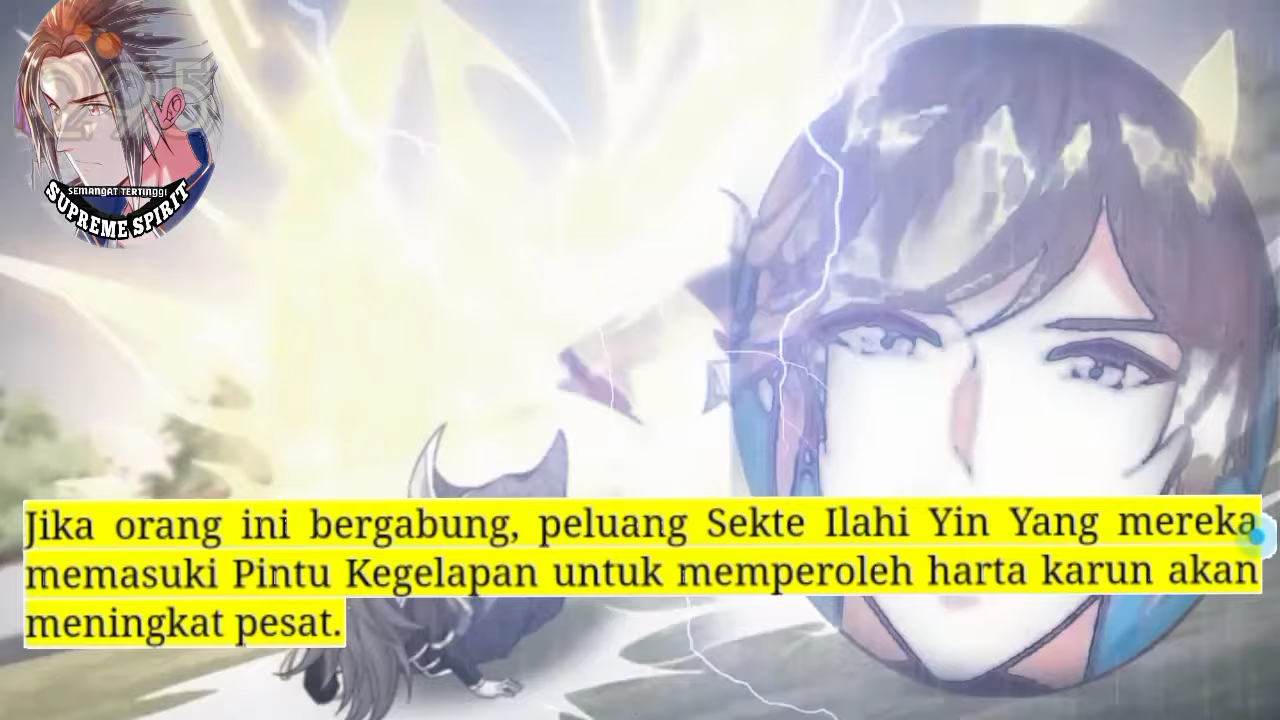 295
SEMANGAT TERTINGGI
SUPREME SPIRIT
Jika orang ini bergabung, peluang Sekte Ilahi Yin Yang mereka
memasuki Pintu Kegelapan untuk memperoleh harta karun akan
meningkat pesat.